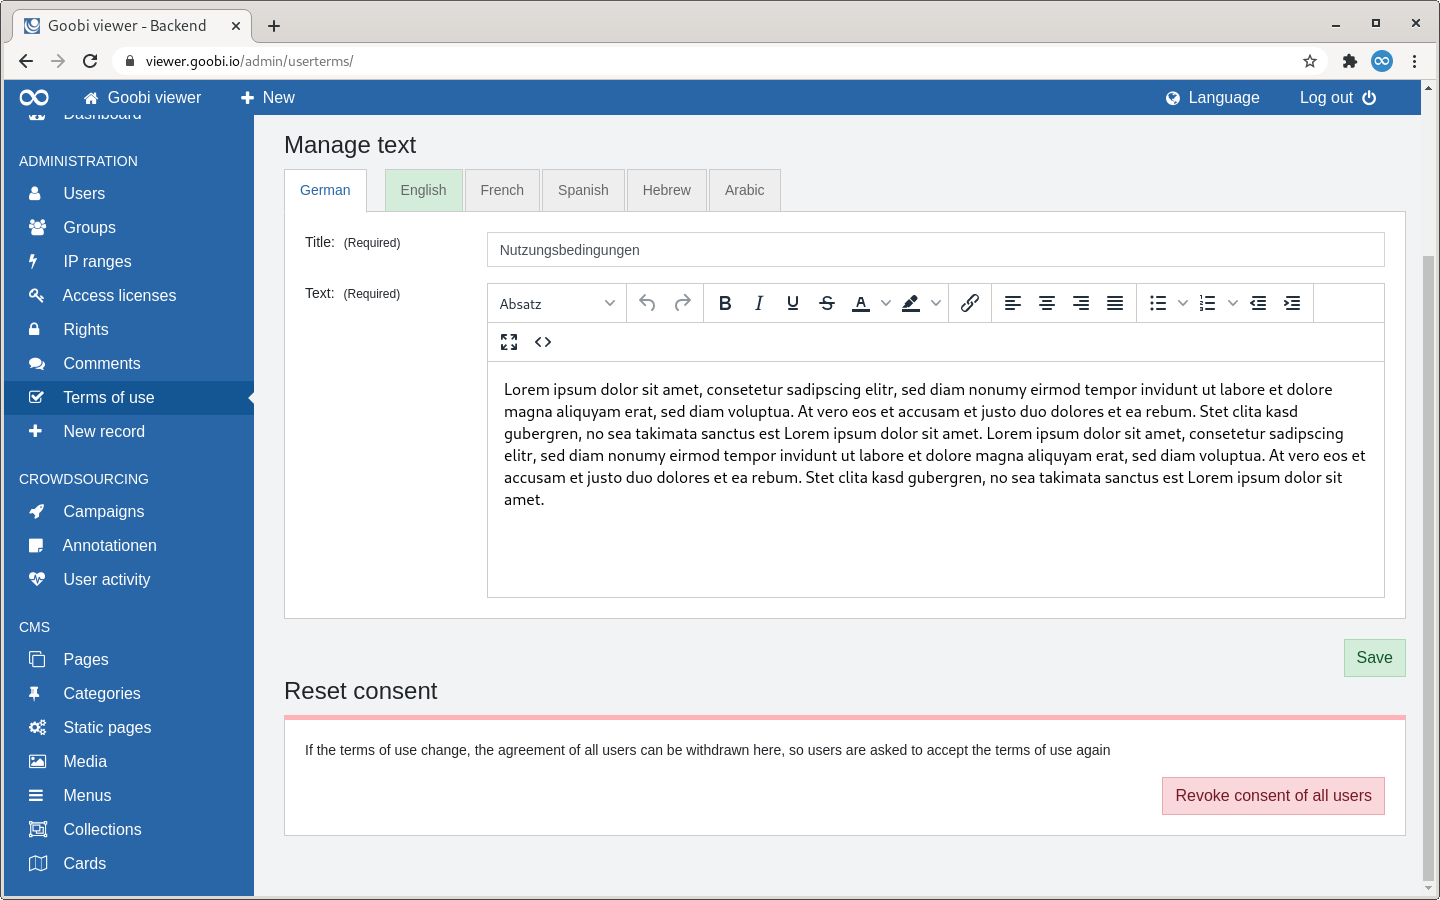 Goobi viewer - Backend
viewer.goobi.io/admin/userterms/
Goobi viewer
New
Language
Log out
Dashboard
ADMINISTRATION
Users
Groups
IP ranges
Access licenses
Rights
Comments
Terms of use
New record
CROWDSOURCING
Campaigns
Annotationen
User activity
CMS
Pages
Categories
Static pages
Media
Menus
Collections
Cards
Manage text
German English French Spanish Hebrew Arabic
Title: (Required)
Nutzungsbedingungen
Text: (Required)
Absatz
Lorem ipsum dolor sit amet, consetetur sadipscing elitr, sed diam nonumy eirmod tempor invidunt ut labore et dolore
magna aliquyam erat, sed diam voluptua. At vero eos et accusam et justo duo dolores et ea rebum. Stet clita kasd
gubergren, no sea takimata sanctus est Lorem ipsum dolor sit amet. Lorem ipsum dolor sit amet, consetetur sadipscing
elitr, sed diam nonumy eirmod tempor invidunt ut labore et dolore magna aliquyam erat, sed diam voluptua. At vero eos et
accusam et justo duo dolores et ea rebum. Stet clita kasd gubergren, no sea takimata sanctus est Lorem ipsum dolor sit
amet.
Save
Reset consent
If the terms of use change, the agreement of all users can be withdrawn here, so users are asked to accept the terms of use again
Revoke consent of all users